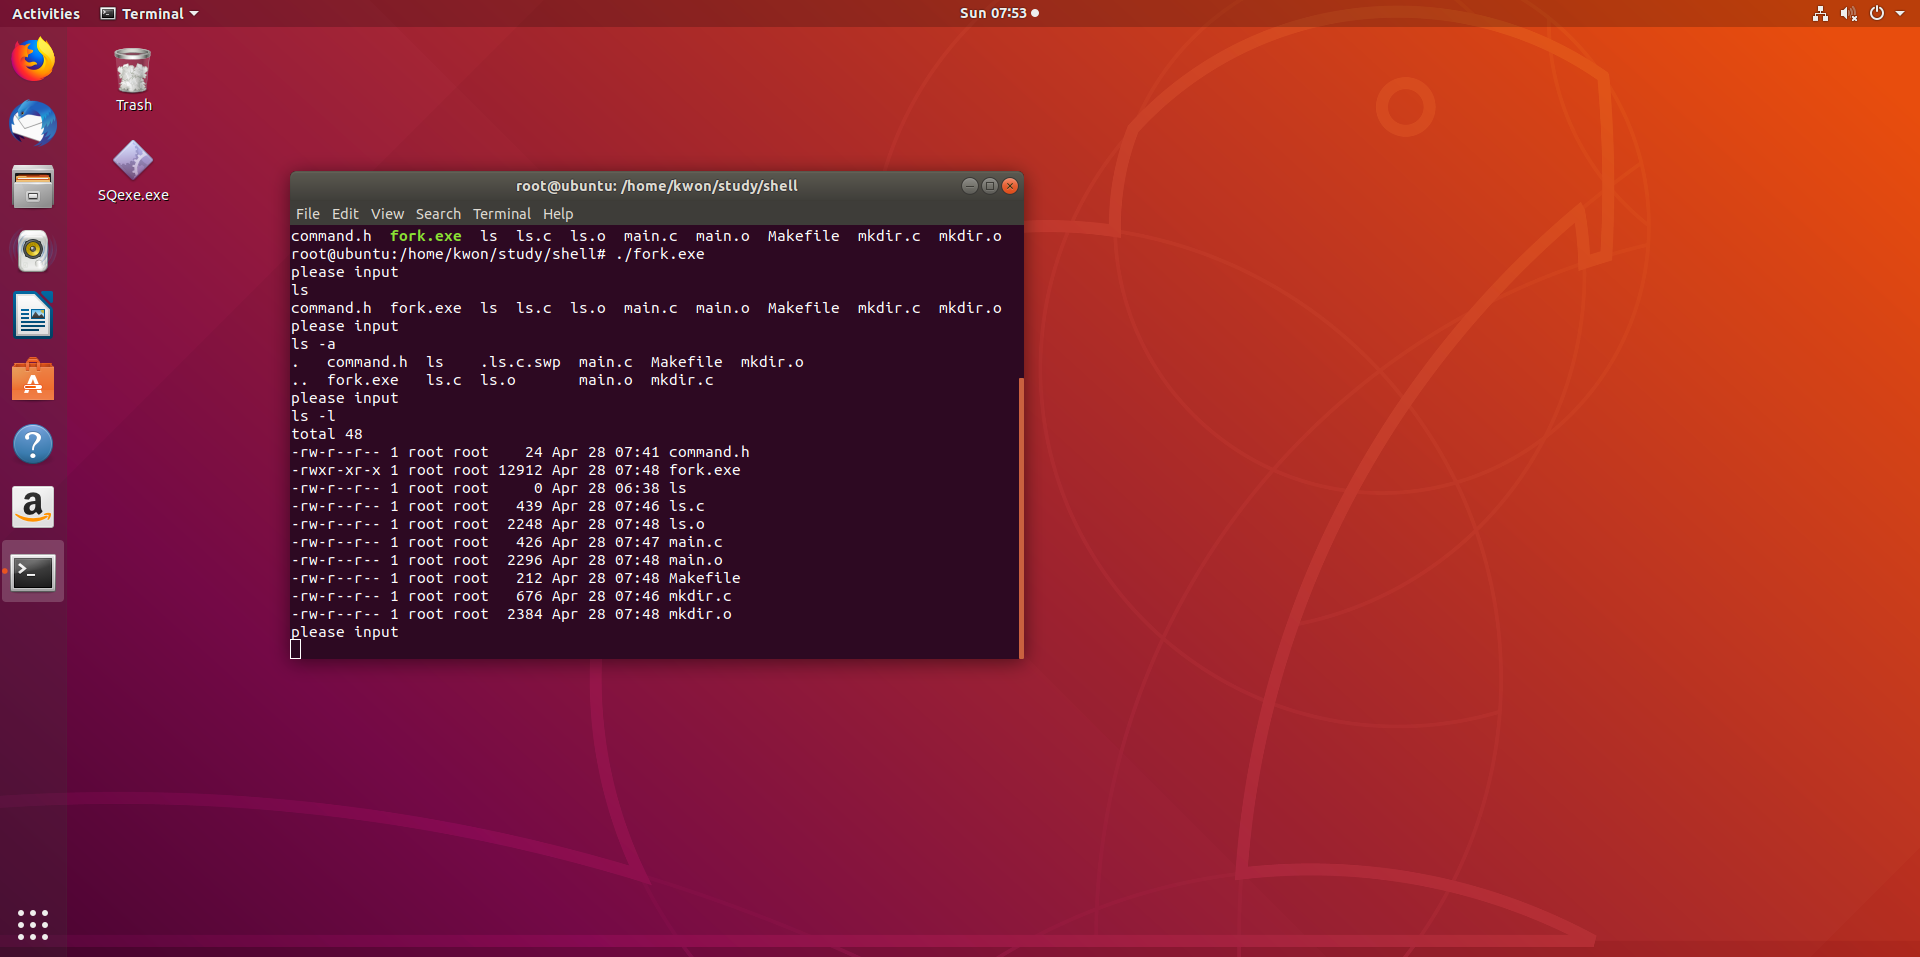 Activities Terminal Sun 07:53
Trash
SQexe.exe
root@ubuntu: /home/kwon/study/shell
File Edit View Search Terminal Help
command.h  fork.exe  ls  ls.c  ls.o  main.c  main.o  Makefile  mkdir.c  mkdir.o
root@ubuntu:/home/kwon/study/shell# ./fork.exe
please input
ls
command.h  fork.exe  ls  ls.c  ls.o  main.c  main.o  Makefile  mkdir.c  mkdir.o
please input
ls -a
.   command.h  ls    .ls.c.swp  main.c  Makefile  mkdir.o
..  fork.exe   ls.c  ls.o       main.o  mkdir.c
please input
ls -l
total 48
-rw-r--r-- 1 root root    24 Apr 28 07:41 command.h
-rwxr-xr-x 1 root root 12912 Apr 28 07:48 fork.exe
-rw-r--r-- 1 root root     0 Apr 28 06:38 ls
-rw-r--r-- 1 root root   439 Apr 28 07:46 ls.c
-rw-r--r-- 1 root root  2248 Apr 28 07:48 ls.o
-rw-r--r-- 1 root root   426 Apr 28 07:47 main.c
-rw-r--r-- 1 root root  2296 Apr 28 07:48 main.o
-rw-r--r-- 1 root root   212 Apr 28 07:48 Makefile
-rw-r--r-- 1 root root   676 Apr 28 07:46 mkdir.c
-rw-r--r-- 1 root root  2384 Apr 28 07:48 mkdir.o
please input